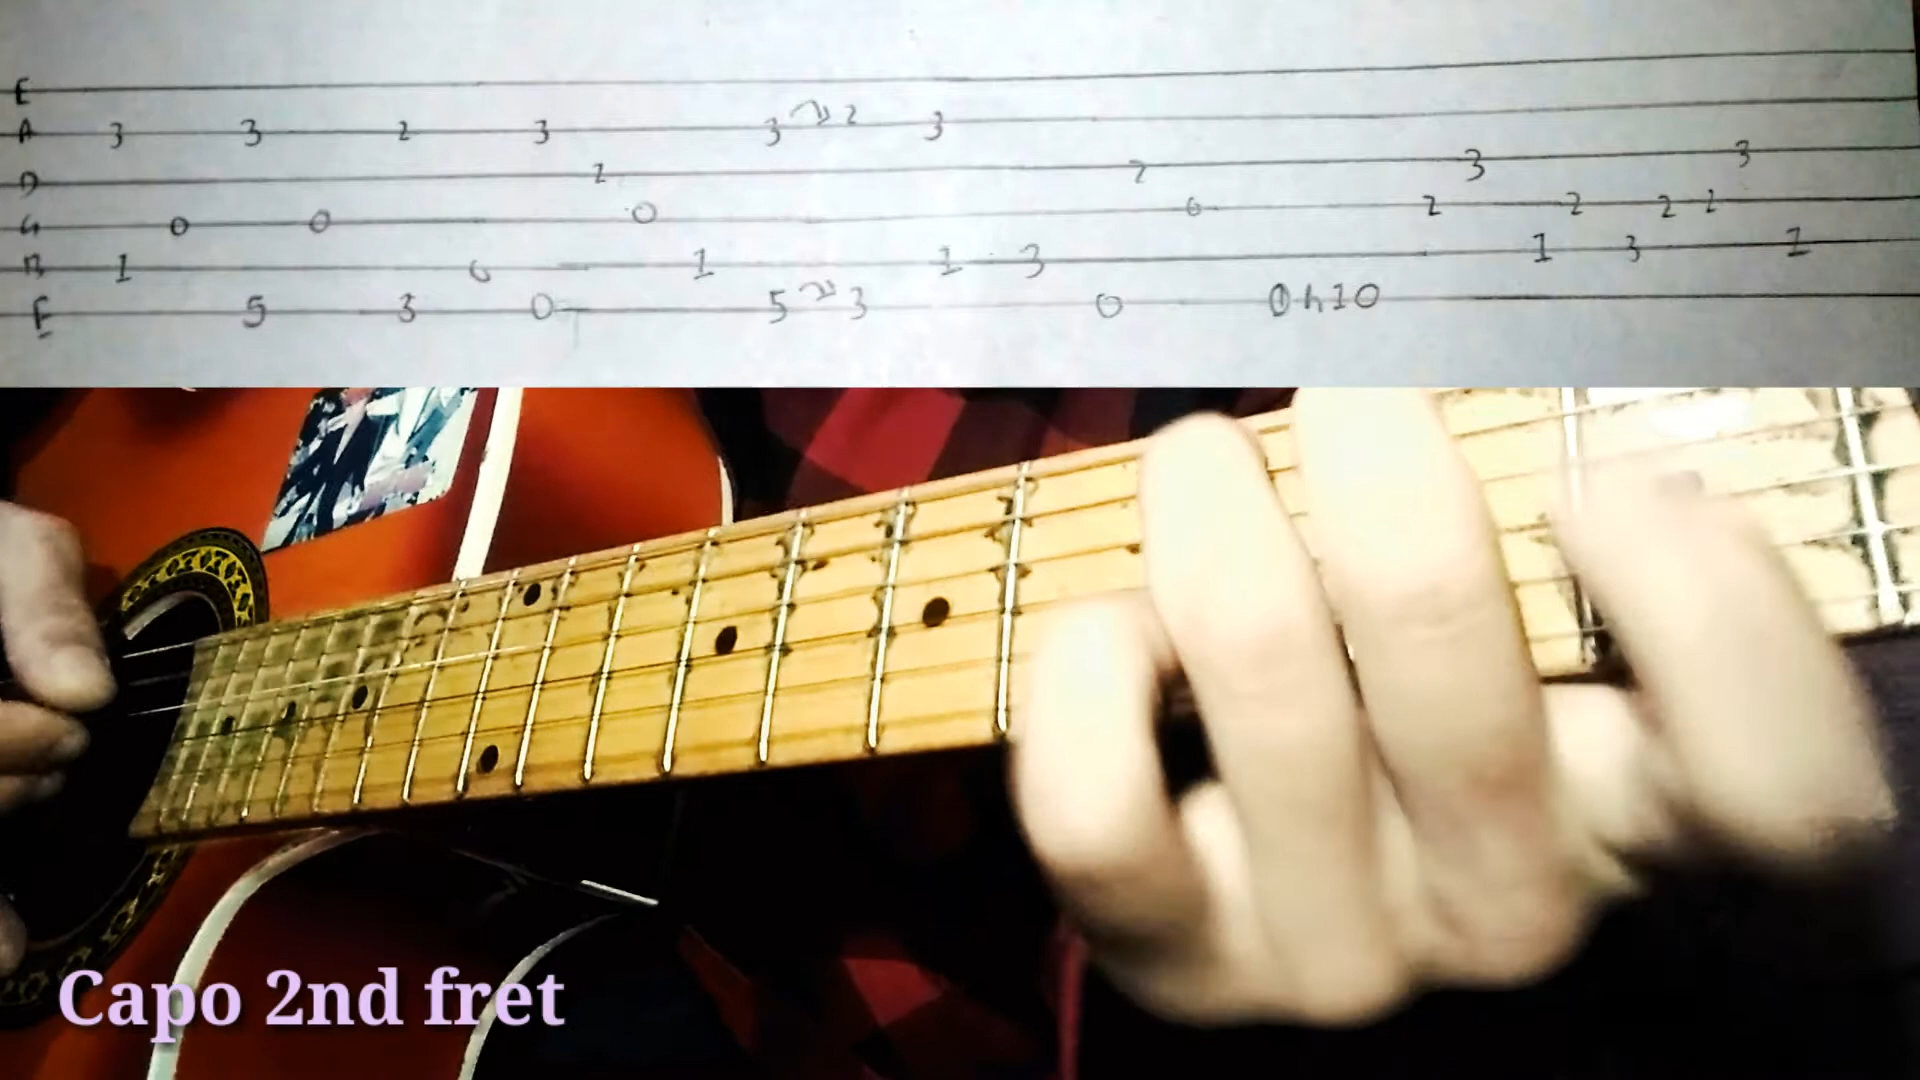 E
A 3 3 2 3 3 2 3
D 2 2 3 3
G 0 0 0 0 2 2 2 2
B 1 0 1 1 3 1 3 1
E 5 3 0 5 3 0 0h10
Capo 2nd fret